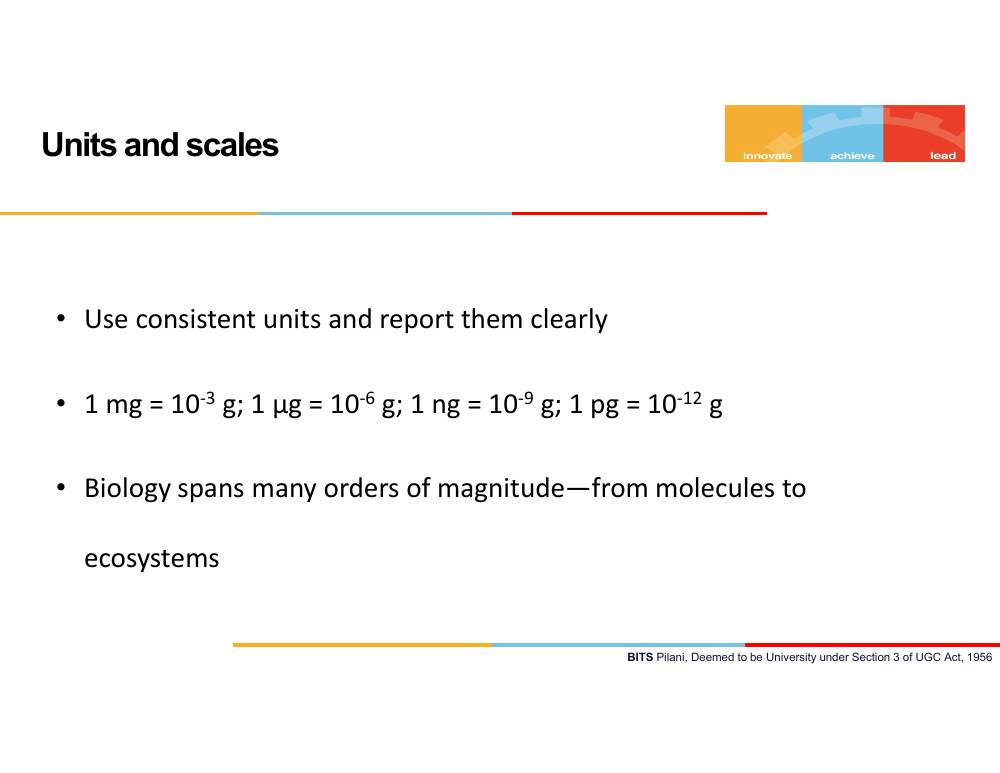 Units and scales
innovate achieve lead
• Use consistent units and report them clearly
• 1 mg = 10⁻³ g; 1 µg = 10⁻⁶ g; 1 ng = 10⁻⁹ g; 1 pg = 10⁻¹² g
• Biology spans many orders of magnitude—from molecules to
ecosystems
BITS Pilani, Deemed to be University under Section 3 of UGC Act, 1956